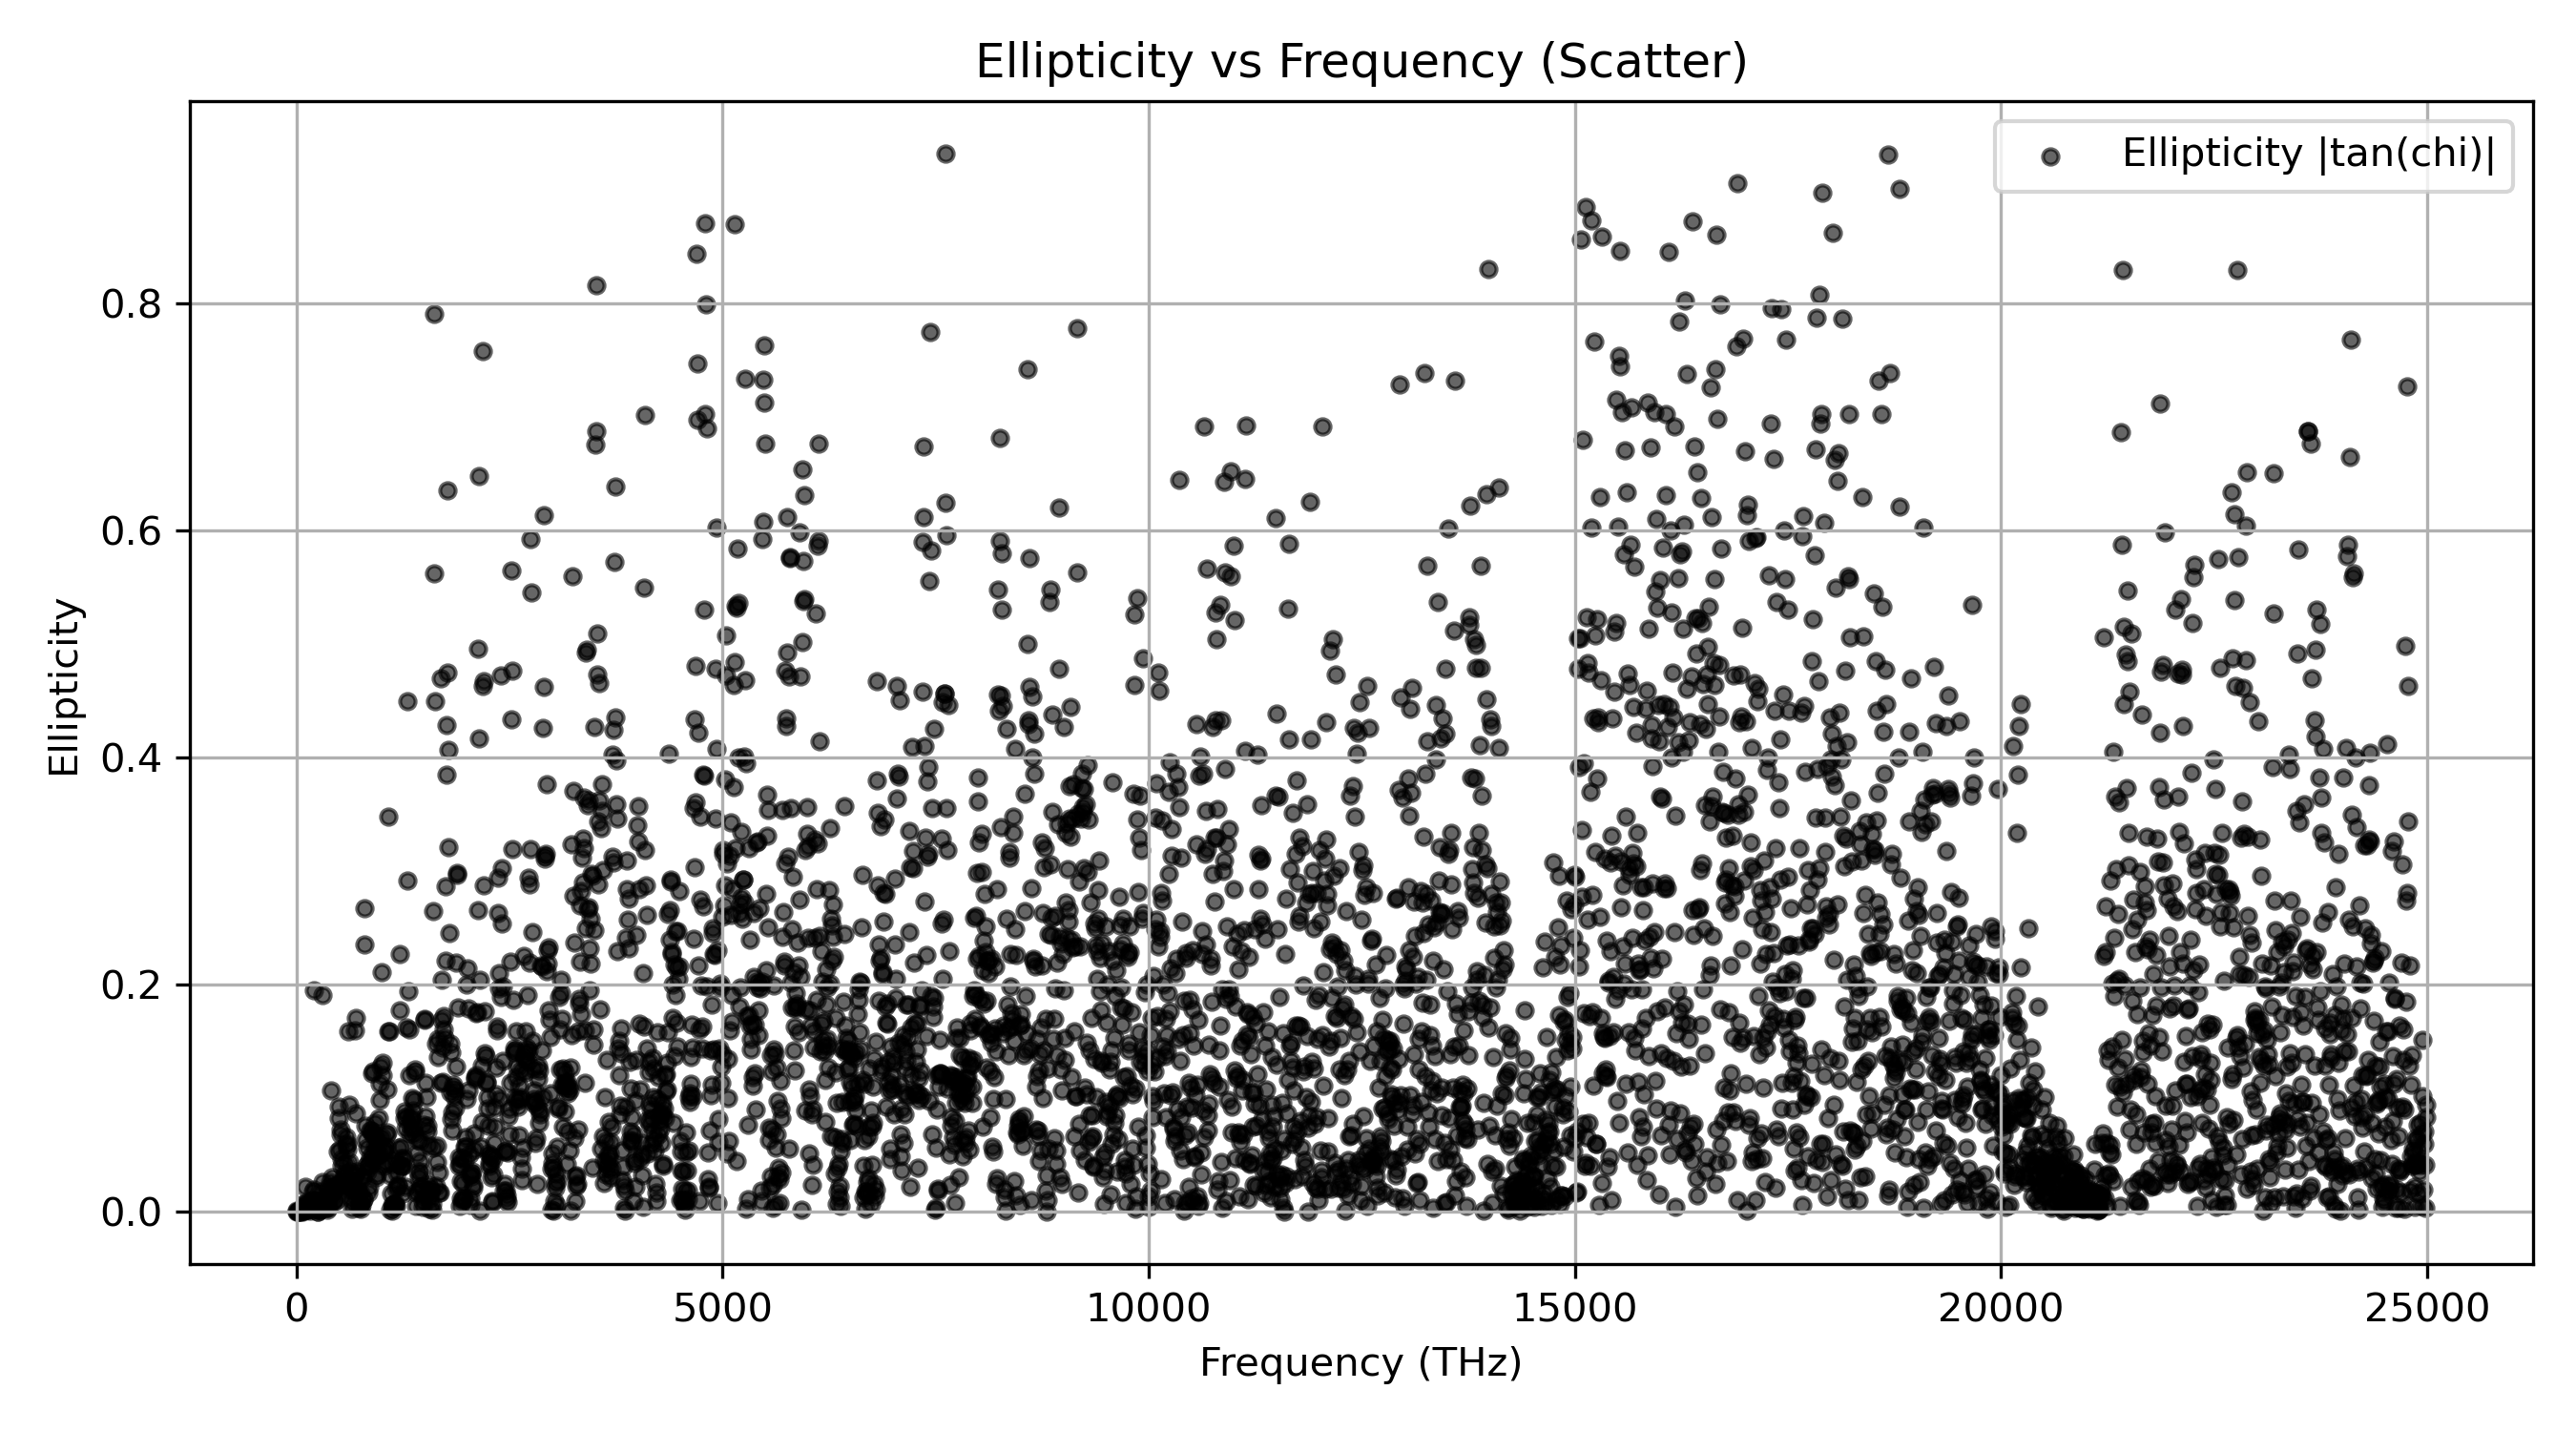 Ellipticity vs Frequency (Scatter)
Ellipticity |tan(chi)|
Ellipticity
0.8
0.6
0.4
0.2
0.0
0 5000 10000 15000 20000 25000
Frequency (THz)